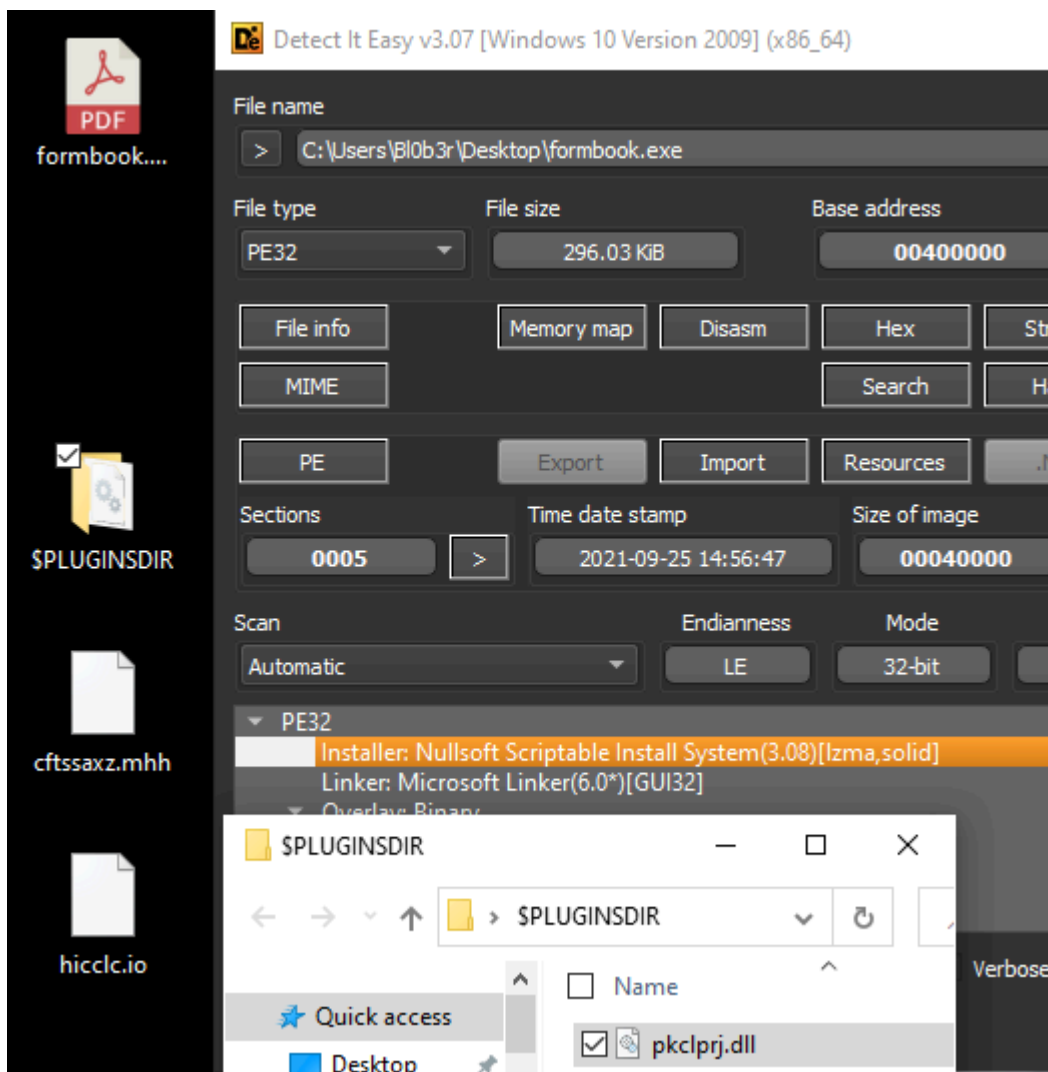 Detect It Easy v3.07 [Windows 10 Version 2009] (x86_64)
PDF
formbook....
File name
> C:\Users\Bl0b3r\Desktop\formbook.exe
File type File size Base address
PE32 296.03 KiB 00400000
File info Memory map Disasm Hex
MIME Search
PE Export Import Resources
Sections Time date stamp Size of image
0005 > 2021-09-25 14:56:47 00040000
$PLUGINSDIR
Scan Endianness Mode
Automatic LE 32-bit
PE32
Installer: Nullsoft Scriptable Install System(3.08)[lzma,solid]
cftssaxz.mhh
Linker: Microsoft Linker(6.0*)[GUI32]
Overlay: Binary
$PLUGINSDIR
$PLUGINSDIR
hicclc.io
Verbose
Name
Quick access
pkclprj.dll
Desktop